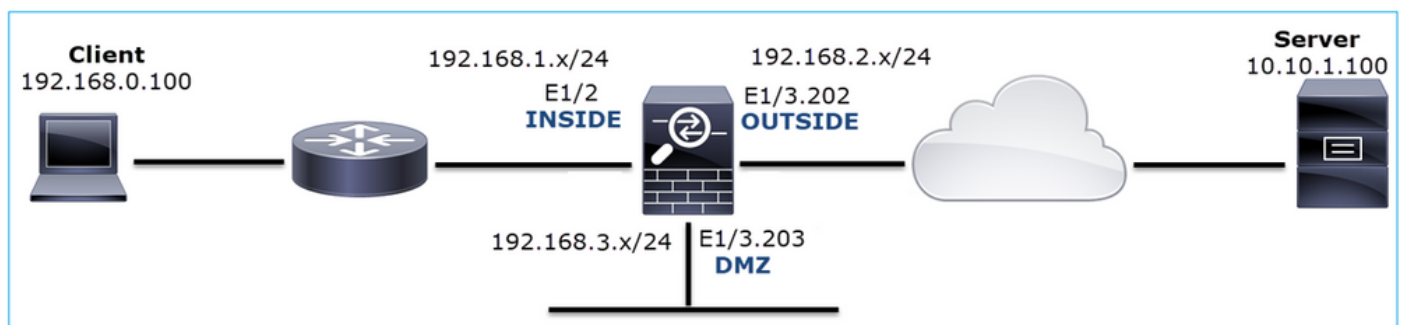 Client
192.168.0.100
192.168.1.x/24
E1/2
INSIDE
192.168.2.x/24
E1/3.202
OUTSIDE
Server
10.10.1.100
192.168.3.x/24
E1/3.203
DMZ